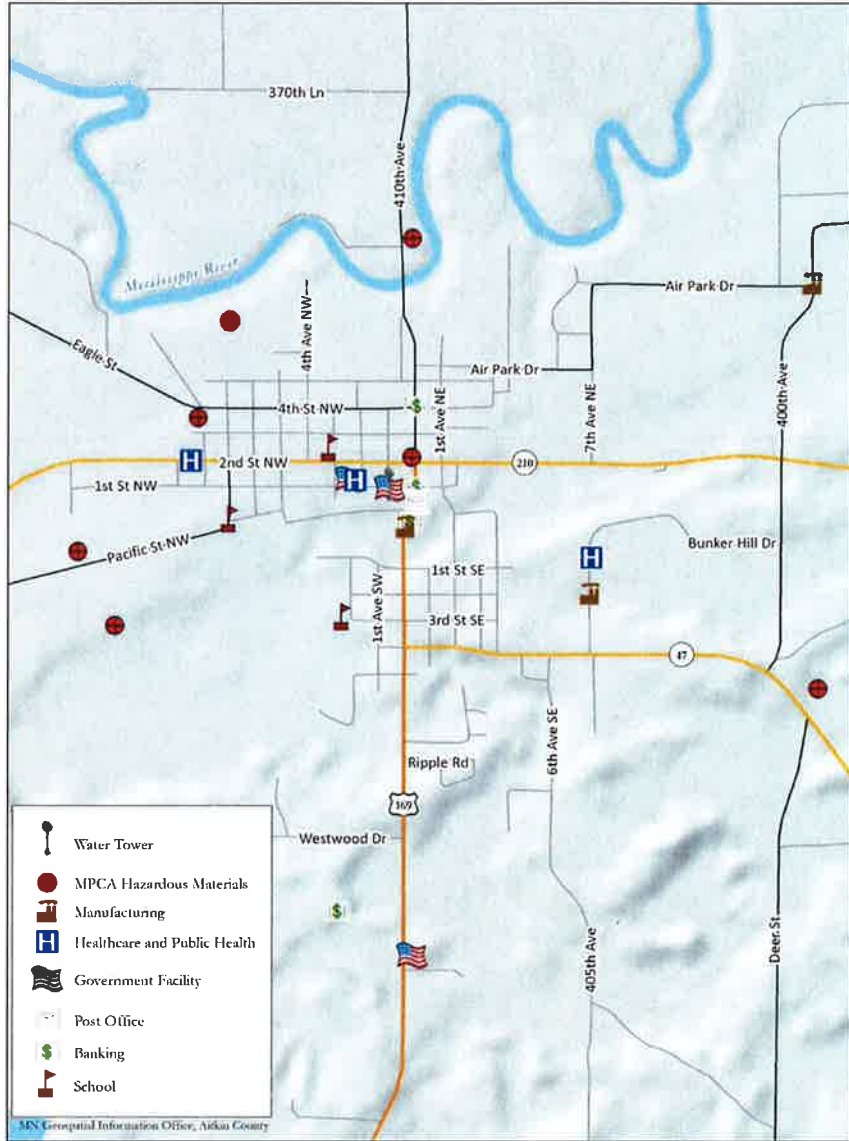 370th Ln
410th Ave
Mississippi River
Air Park Dr
4th Ave NW
Eagle St
Air Park Dr
400th Ave
4th St NW
1st Ave NE
7th Ave NE
2nd St NW
210
1st St NW
Pacific St NW
Bunker Hill Dr
1st St SE
1st Ave SW
3rd St SE
47
6th Ave SE
Ripple Rd
169
Westwood Dr
405th Ave
Deer St
H
H
H
$
$
$
Water Tower
MPCA Hazardous Materials
Manufacturing
H Healthcare and Public Health
Government Facility
Post Office
$ Banking
School
MN Geospatial Information Office, Aitkin County